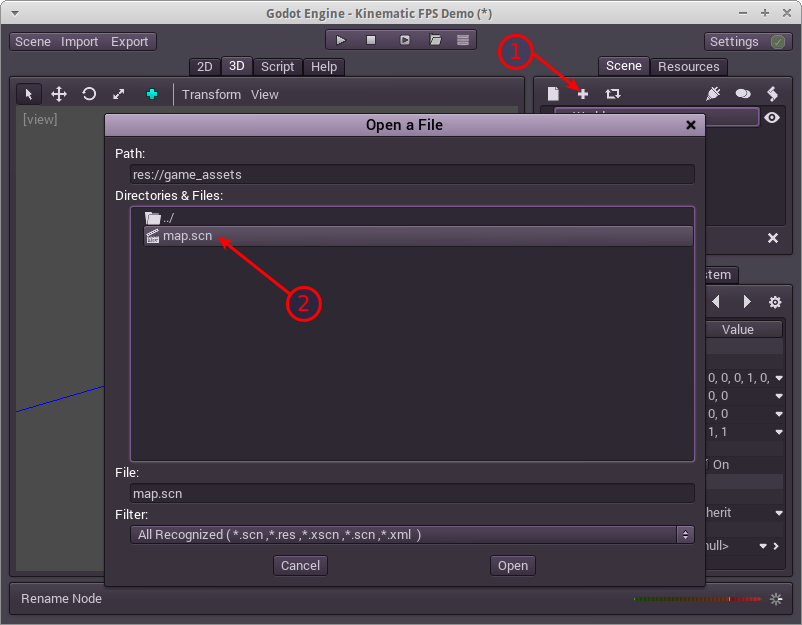 Godot Engine - Kinematic FPS Demo (*)
Scene Import Export
Settings
2D 3D Script Help
1
Scene Resources
Transform View
[view]
Open a File
Path:
res://game_assets
Directories & Files:
../
map.scn
2
stem
Value
0, 0, 0, 1, 0,
0, 0
0, 0
1, 1
On
herit
null>
File:
map.scn
Filter:
All Recognized ( *.scn ,*.res ,*.xscn ,*.scn ,*.xml )
Cancel Open
Rename Node